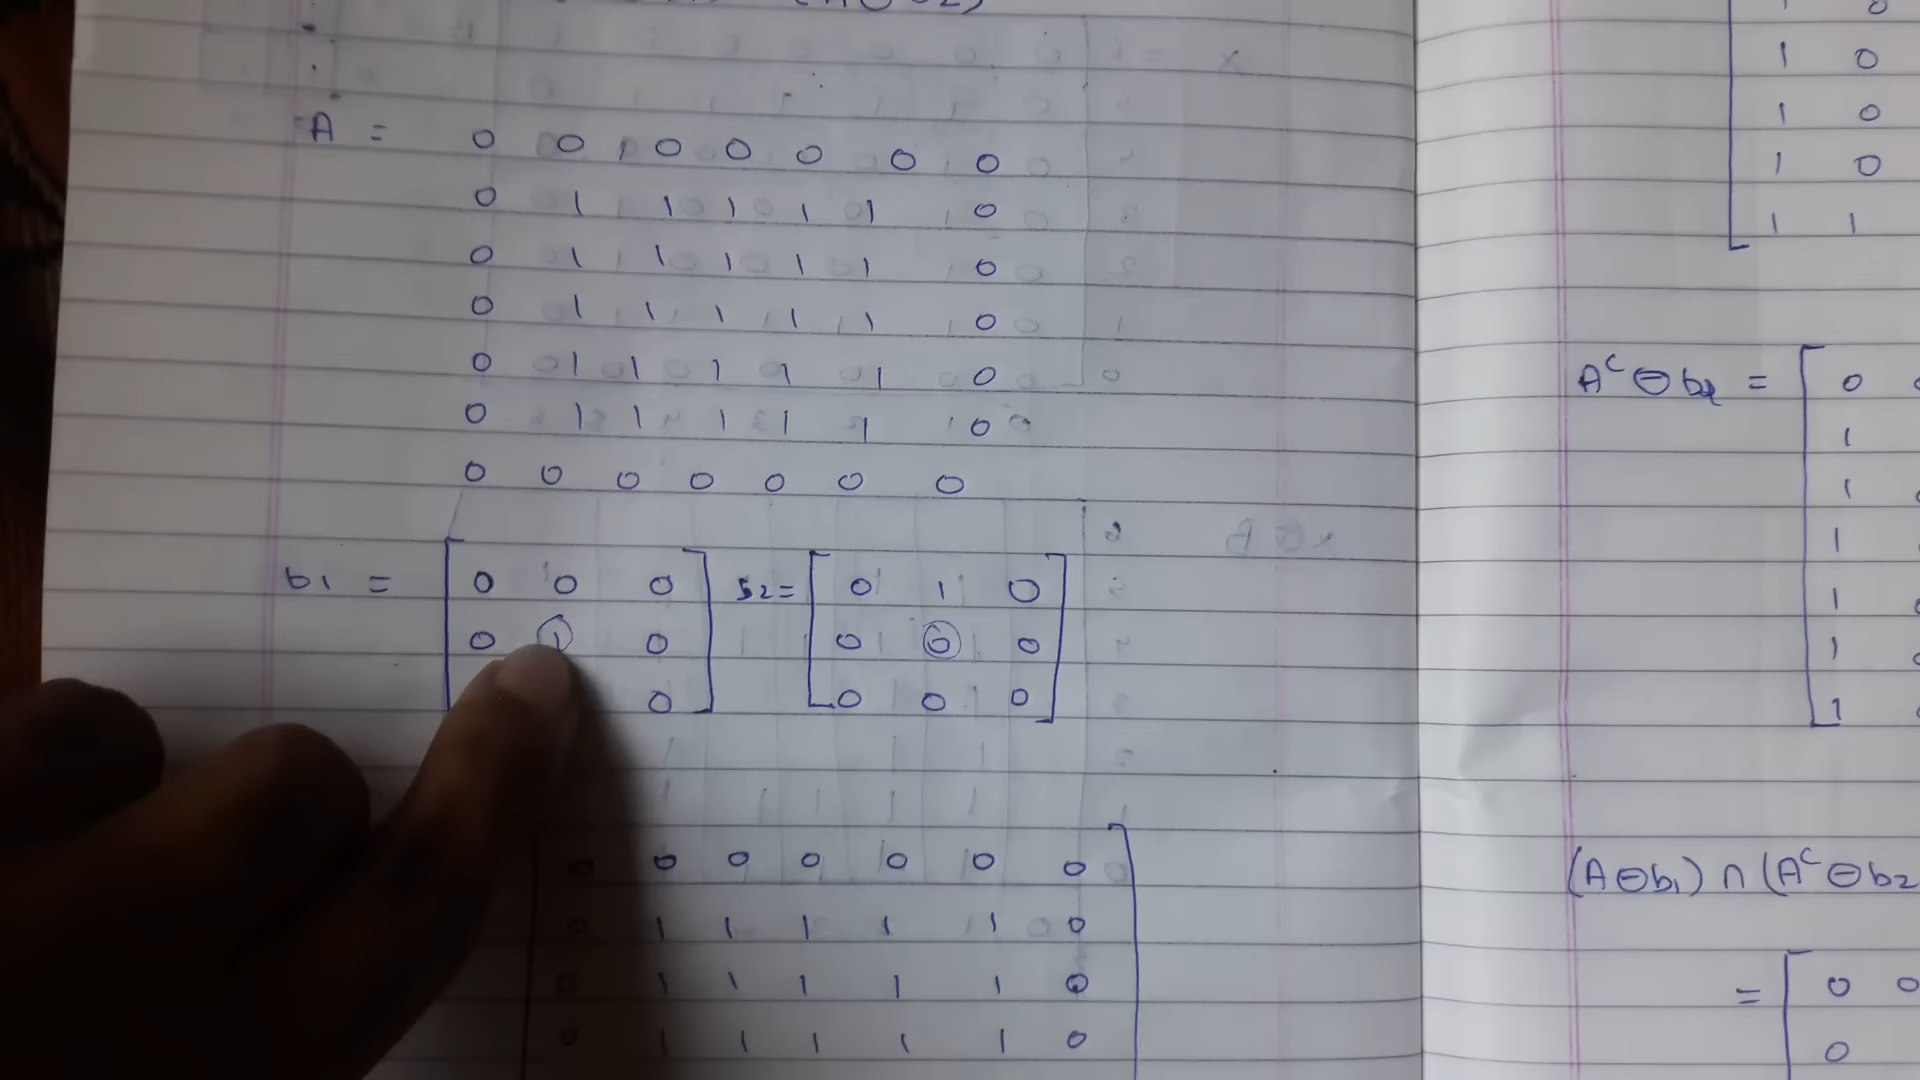 A = 0 0 0 0 0 0 0
0 1 1 1 1 1 0
0 1 1 1 1 1 0
0 1 1 1 1 1 0
0 1 1 1 1 1 0
0 1 1 1 1 1 0
0 0 0 0 0 0 0
b1 = [ 0 0 0 ] b2 = [ 0 1 0 ]
0 1 0 0 0 0
0 0 0 0
0 0 0 0 0 0 0
0 1 1 1 1 1 0
0 1 1 1 1 1 0
0 1 1 1 1 1 0
1 0
1 0
1 0
1 1
A^c ⊖ b2 = [ 0
1
1
1
1
1
1
(A⊖b1) ∩ (A^c⊖b2
= [ 0 0
0